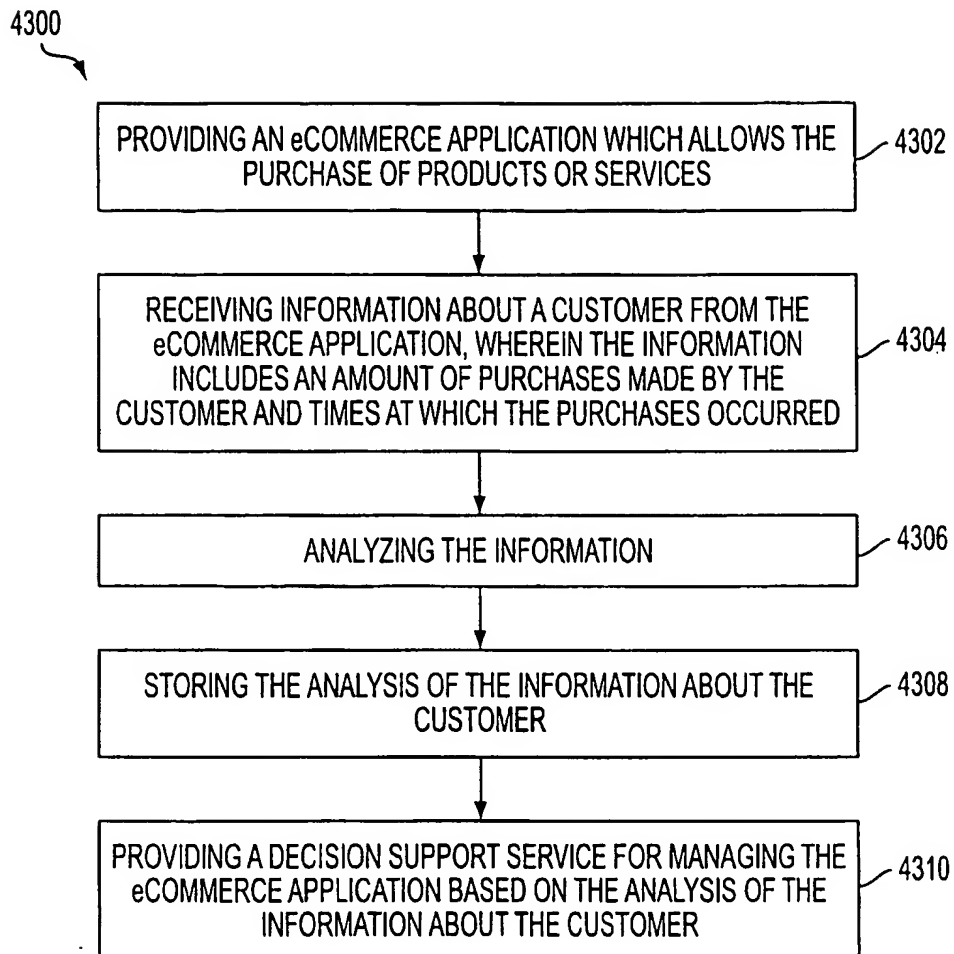 4300
PROVIDING AN eCOMMERCE APPLICATION WHICH ALLOWS THE
PURCHASE OF PRODUCTS OR SERVICES
4302
RECEIVING INFORMATION ABOUT A CUSTOMER FROM THE
eCOMMERCE APPLICATION, WHEREIN THE INFORMATION
INCLUDES AN AMOUNT OF PURCHASES MADE BY THE
CUSTOMER AND TIMES AT WHICH THE PURCHASES OCCURRED
4304
ANALYZING THE INFORMATION
4306
STORING THE ANALYSIS OF THE INFORMATION ABOUT THE
CUSTOMER
4308
PROVIDING A DECISION SUPPORT SERVICE FOR MANAGING THE
eCOMMERCE APPLICATION BASED ON THE ANALYSIS OF THE
INFORMATION ABOUT THE CUSTOMER
4310